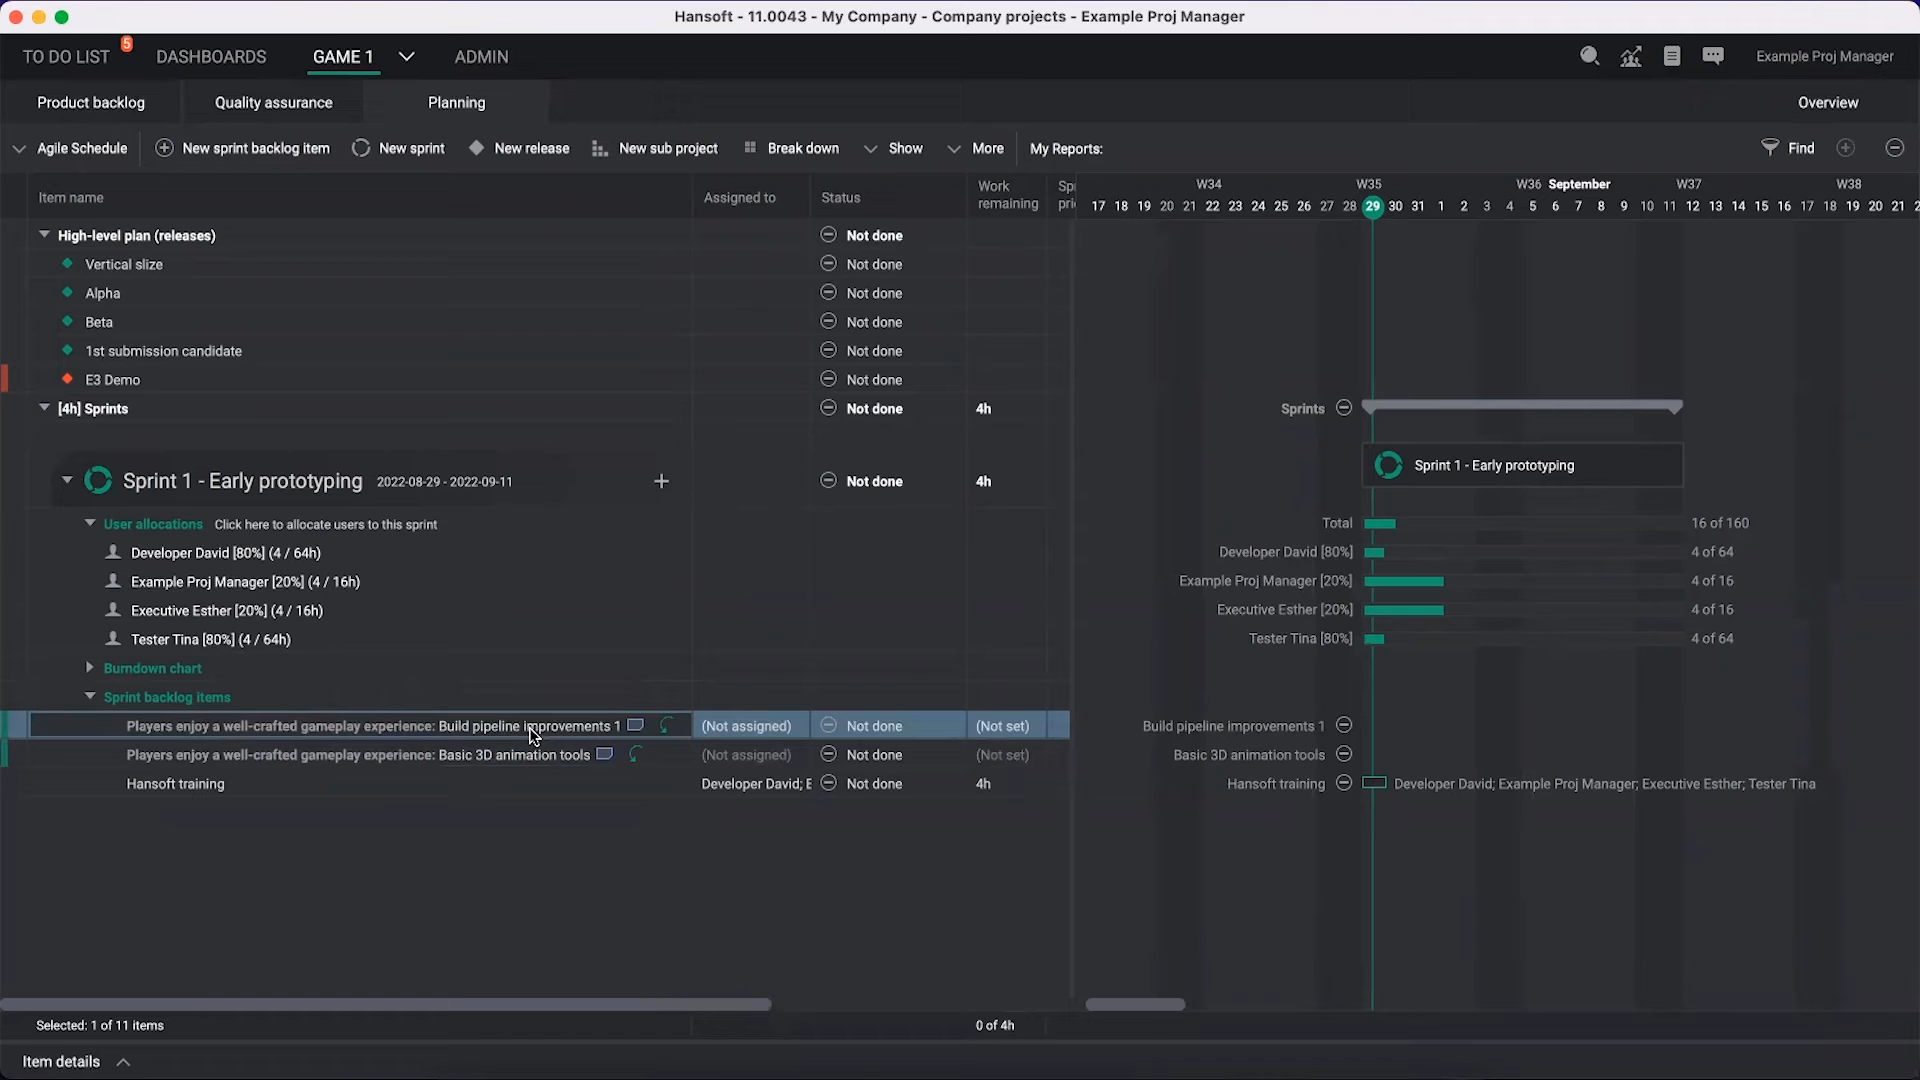 Hansoft - 11.0043 - My Company - Company projects - Example Proj Manager
TO DO LIST 5 DASHBOARDS GAME 1 ADMIN Example Proj Manager
Product backlog Quality assurance Planning Overview
Agile Schedule New sprint backlog item New sprint New release New sub project Break down Show More My Reports: Find
Item name Assigned to Status Work remaining Spr pri
W34 W35 W36 September W37 W38
17 18 19 20 21 22 23 24 25 26 27 28 29 30 31 1 2 3 4 5 6 7 8 9 10 11 12 13 14 15 16 17 18 19 20 21 2
High-level plan (releases) Not done
Vertical slize Not done
Alpha Not done
Beta Not done
1st submission candidate Not done
E3 Demo Not done
[4h] Sprints Not done 4h Sprints
Sprint 1 - Early prototyping
Sprint 1 - Early prototyping 2022-08-29 - 2022-09-11 + Not done 4h
User allocations Click here to allocate users to this sprint Total 16 of 160
Developer David [80%] (4 / 64h) Developer David [80%] 4 of 64
Example Proj Manager [20%] (4 / 16h) Example Proj Manager [20%] 4 of 16
Executive Esther [20%] (4 / 16h) Executive Esther [20%] 4 of 16
Tester Tina [80%] (4 / 64h) Tester Tina [80%] 4 of 64
Burndown chart
Sprint backlog items
Players enjoy a well-crafted gameplay experience: Build pipeline improvements 1 (Not assigned) Not done (Not set) Build pipeline improvements 1
Players enjoy a well-crafted gameplay experience: Basic 3D animation tools (Not assigned) Not done (Not set) Basic 3D animation tools
Hansoft training Developer David; E Not done 4h Hansoft training Developer David; Example Proj Manager; Executive Esther; Tester Tina
Selected: 1 of 11 items 0 of 4h
Item details